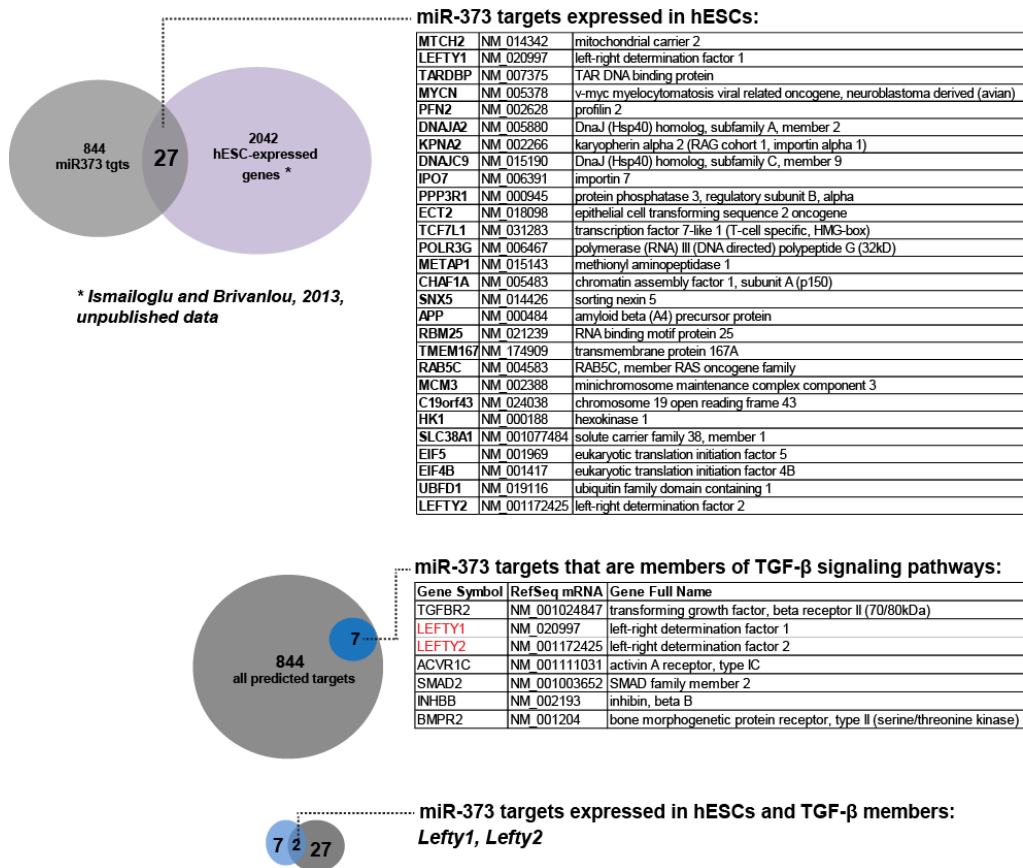 miR-373 targets expressed in hESCs:
MTCH2 NM_014342 mitochondrial carrier 2
LEFTY1 NM_020997 left-right determination factor 1
TARDBP NM_007375 TAR DNA binding protein
MYCN NM_005378 v-myc myelocytomatosis viral related oncogene, neuroblastoma derived (avian)
PFN2 NM_002628 profilin 2
DNAJA2 NM_005880 DnaJ (Hsp40) homolog, subfamily A, member 2
KPNA2 NM_002266 karyopherin alpha 2 (RAG cohort 1, importin alpha 1)
DNAJC9 NM_015190 DnaJ (Hsp40) homolog, subfamily C, member 9
IPO7 NM_006391 importin 7
PPP3R1 NM_000945 protein phosphatase 3, regulatory subunit B, alpha
ECT2 NM_018098 epithelial cell transforming sequence 2 oncogene
TCF7L1 NM_031283 transcription factor 7-like 1 (T-cell specific, HMG-box)
POLR3G NM_006467 polymerase (RNA) III (DNA directed) polypeptide G (32kD)
METAP1 NM_015143 methionyl aminopeptidase 1
CHAF1A NM_005483 chromatin assembly factor 1, subunit A (p150)
SNX5 NM_014426 sorting nexin 5
APP NM_000484 amyloid beta (A4) precursor protein
RBM25 NM_021239 RNA binding motif protein 25
TMEM167 NM_174909 transmembrane protein 167A
RAB5C NM_004583 RAB5C, member RAS oncogene family
MCM3 NM_002388 minichromosome maintenance complex component 3
C19orf43 NM_024038 chromosome 19 open reading frame 43
HK1 NM_000188 hexokinase 1
SLC38A1 NM_001077484 solute carrier family 38, member 1
EIF5 NM_001969 eukaryotic translation initiation factor 5
EIF4B NM_001417 eukaryotic translation initiation factor 4B
UBFD1 NM_019116 ubiquitin family domain containing 1
LEFTY2 NM_001172425 left-right determination factor 2
844
miR373 tgts
27
2042
hESC-expressed
genes *
* Ismailoglu and Brivanlou, 2013,
unpublished data
miR-373 targets that are members of TGF-β signaling pathways:
Gene Symbol RefSeq mRNA Gene Full Name
TGFBR2 NM_001024847 transforming growth factor, beta receptor II (70/80kDa)
LEFTY1 NM_020997 left-right determination factor 1
LEFTY2 NM_001172425 left-right determination factor 2
ACVR1C NM_001111031 activin A receptor, type IC
SMAD2 NM_001003652 SMAD family member 2
INHBB NM_002193 inhibin, beta B
BMPR2 NM_001204 bone morphogenetic protein receptor, type II (serine/threonine kinase)
7
844
all predicted targets
miR-373 targets expressed in hESCs and TGF-β members:
Lefty1, Lefty2
7 2 27